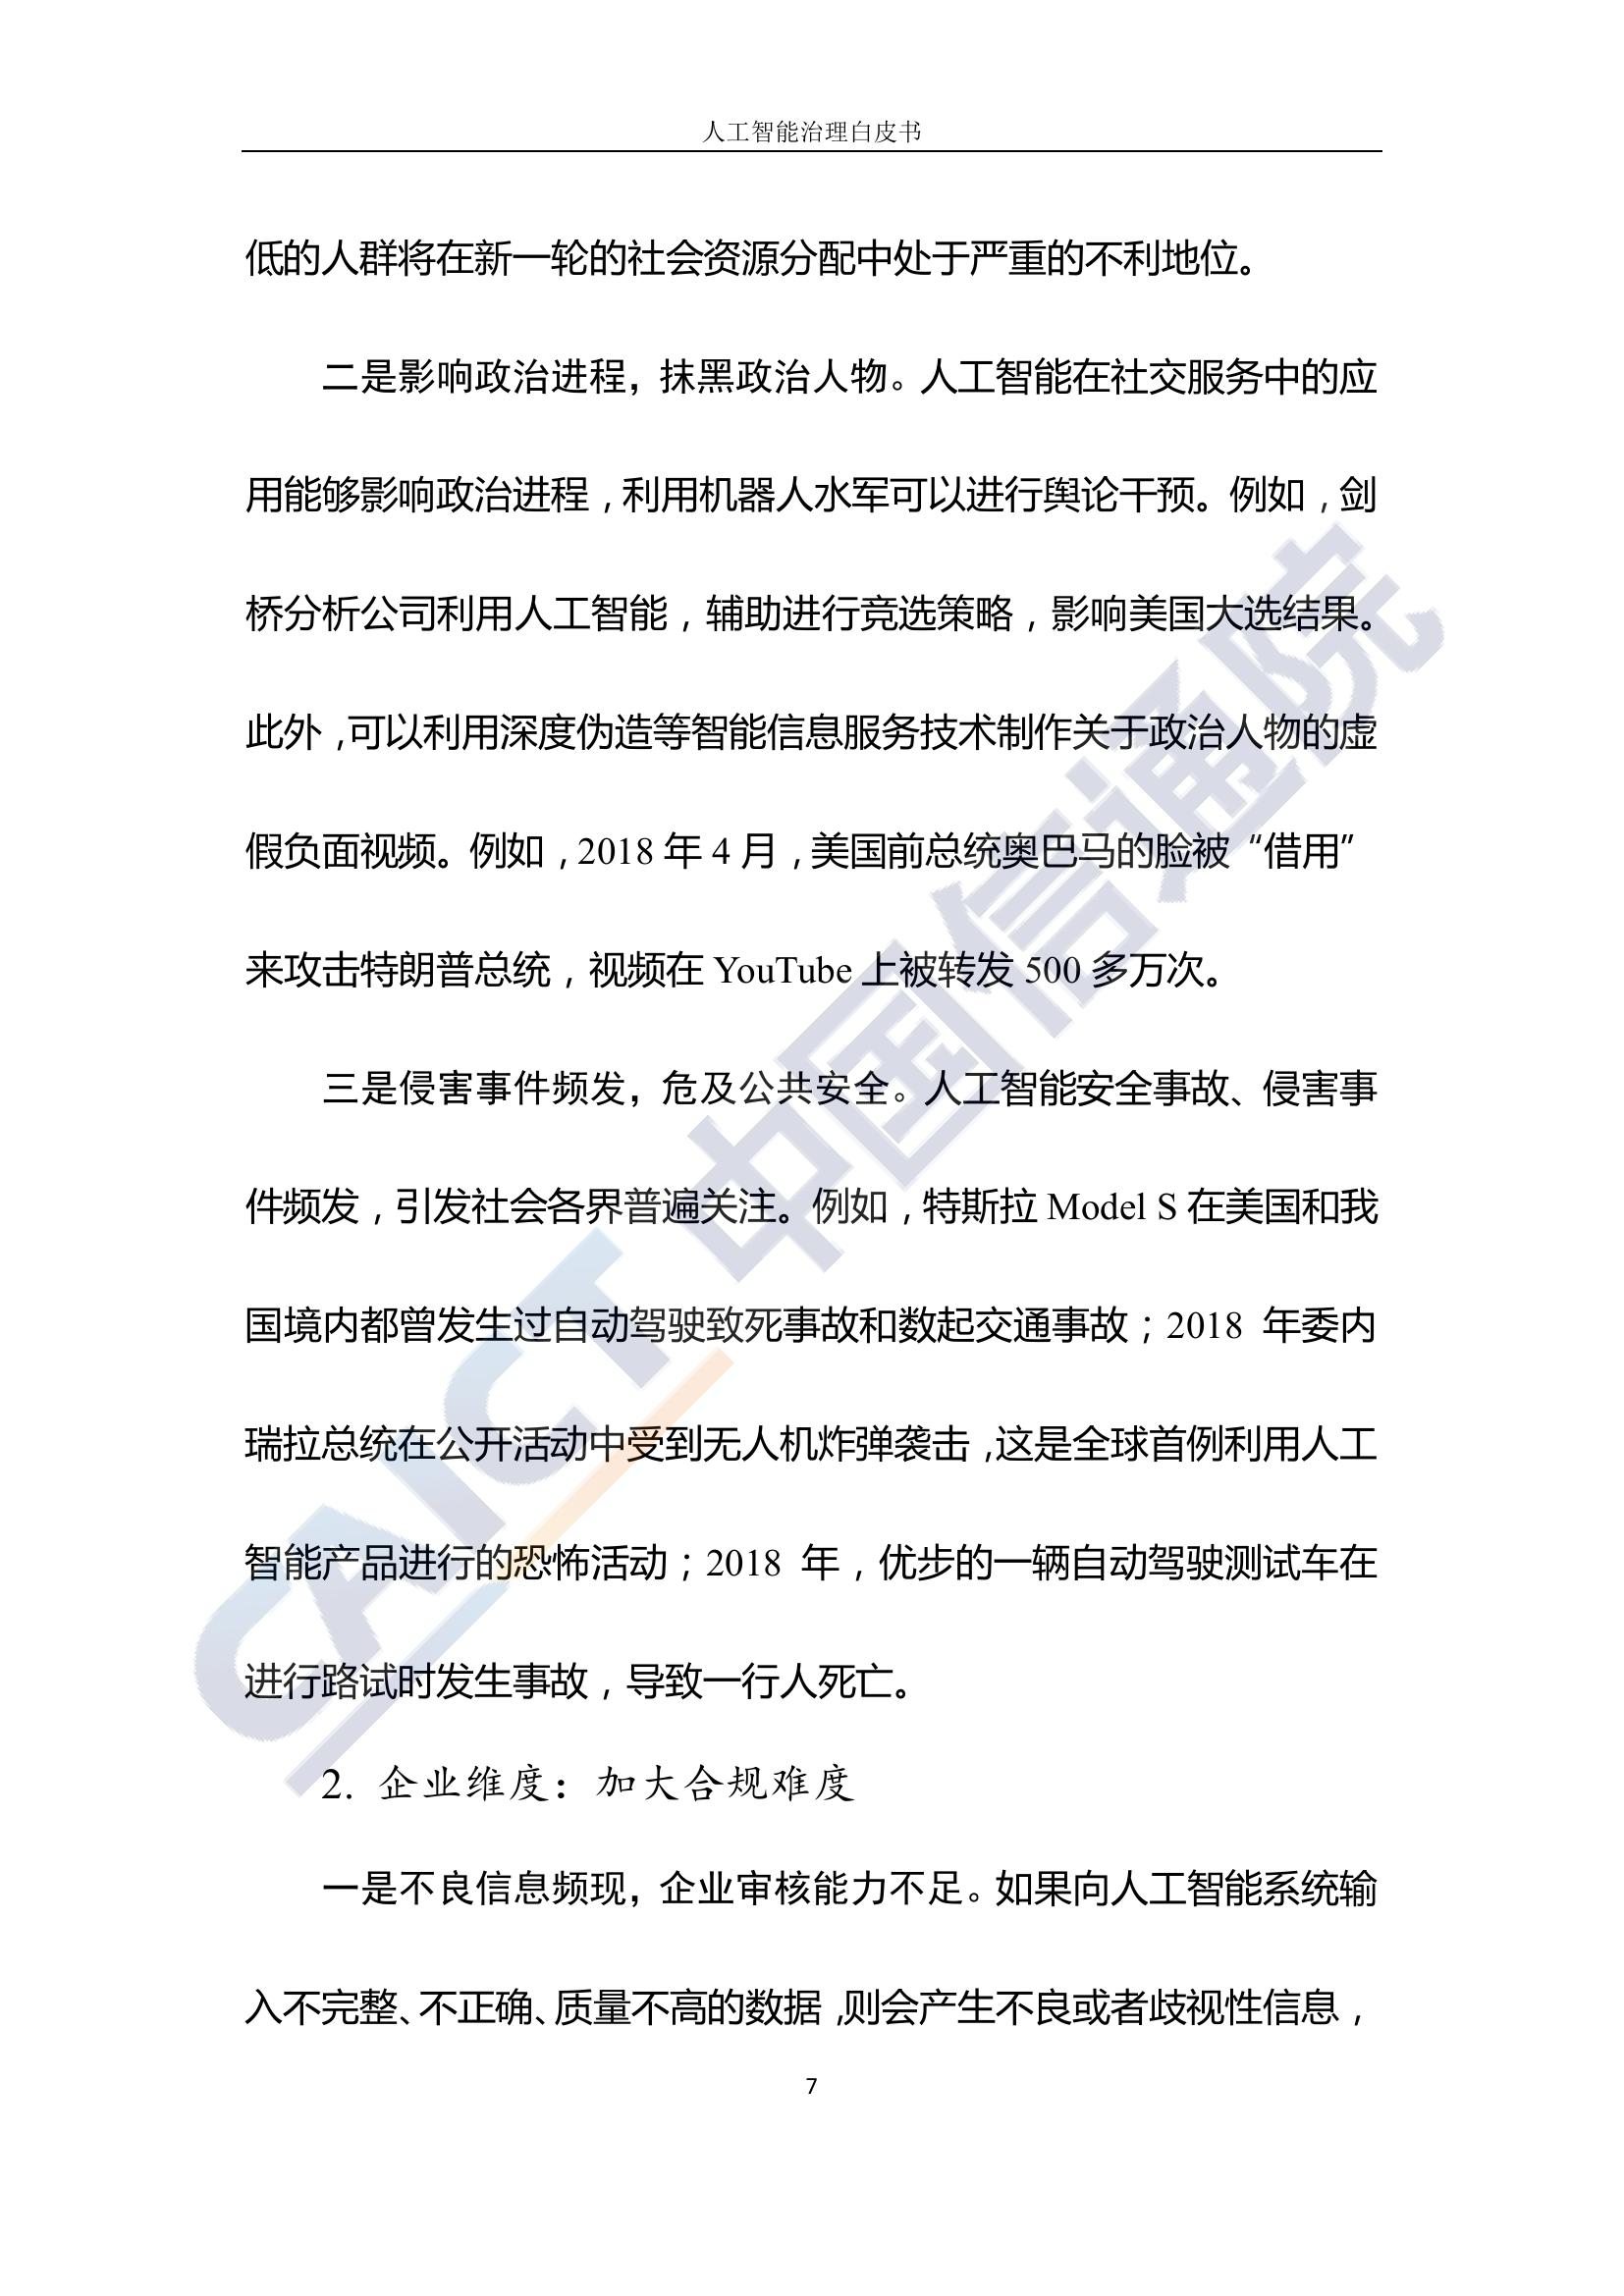 人工智能治理白皮书
低的人群将在新一轮的社会资源分配中处于严重的不利地位。
二是影响政治进程，抹黑政治人物。人工智能在社交服务中的应
用能够影响政治进程，利用机器人水军可以进行舆论干预。例如，剑
桥分析公司利用人工智能，辅助进行竞选策略，影响美国大选结果。
此外，可以利用深度伪造等智能信息服务技术制作关于政治人物的虚
假负面视频。例如，2018 年 4 月，美国前总统奥巴马的脸被“借用”
来攻击特朗普总统，视频在 YouTube 上被转发 500 多万次。
三是侵害事件频发，危及公共安全。人工智能安全事故、侵害事
件频发，引发社会各界普遍关注。例如，特斯拉 Model S 在美国和我
国境内都曾发生过自动驾驶致死事故和数起交通事故；2018 年委内
瑞拉总统在公开活动中受到无人机炸弹袭击，这是全球首例利用人工
智能产品进行的恐怖活动；2018 年，优步的一辆自动驾驶测试车在
进行路试时发生事故，导致一行人死亡。
2. 企业维度：加大合规难度
一是不良信息频现，企业审核能力不足。如果向人工智能系统输
入不完整、不正确、质量不高的数据，则会产生不良或者歧视性信息，
7
CAICT 中国信通院